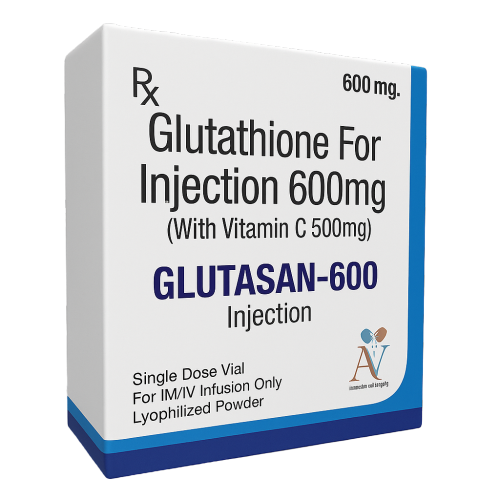 Rx
600 mg.
Glutathione For
Injection 600mg
(With Vitamin C 500mg)
GLUTASAN-600
Injection
AV
Single Dose Vial
For IM/IV Infusion Only
Lyophilized Powder